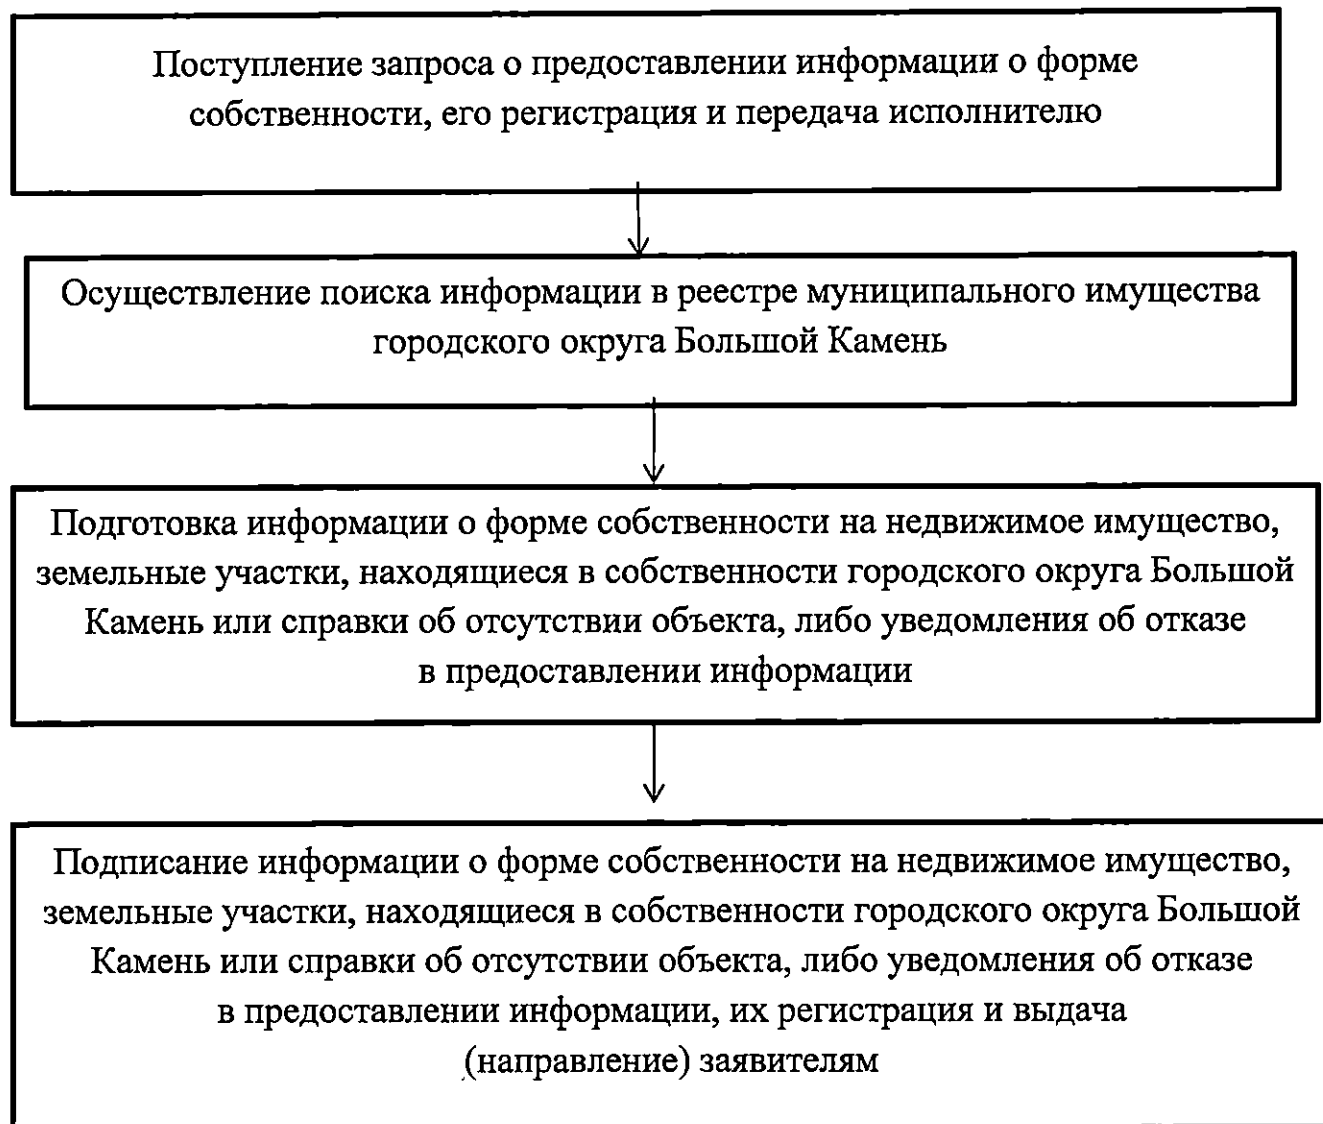 Поступление запроса о предоставлении информации о форме
собственности, его регистрация и передача исполнителю
Осуществление поиска информации в реестре муниципального имущества
городского округа Большой Камень
Подготовка информации о форме собственности на недвижимое имущество,
земельные участки, находящиеся в собственности городского округа Большой
Камень или справки об отсутствии объекта, либо уведомления об отказе
в предоставлении информации
Подписание информации о форме собственности на недвижимое имущество,
земельные участки, находящиеся в собственности городского округа Большой
Камень или справки об отсутствии объекта, либо уведомления об отказе
в предоставлении информации, их регистрация и выдача
(направление) заявителям